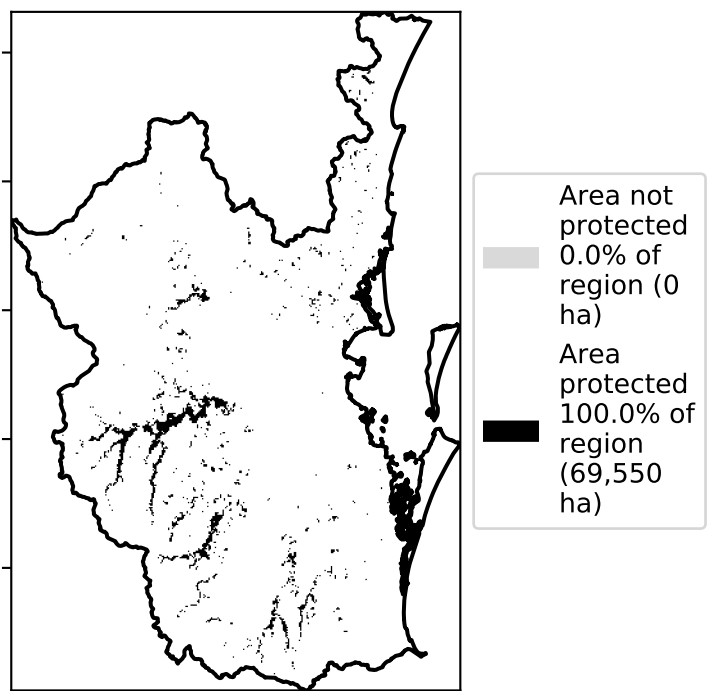 Area not
protected
0.0% of
region (0
ha)
Area
protected
100.0% of
region
(69,550
ha)